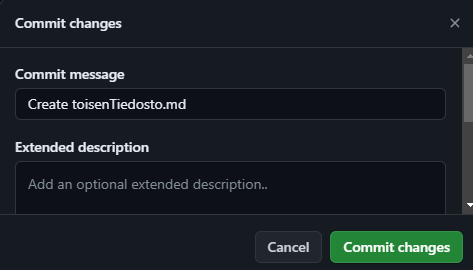 Commit changes
Commit message
Create toisenTiedosto.md
Extended description
Add an optional extended description..
Cancel
Commit changes